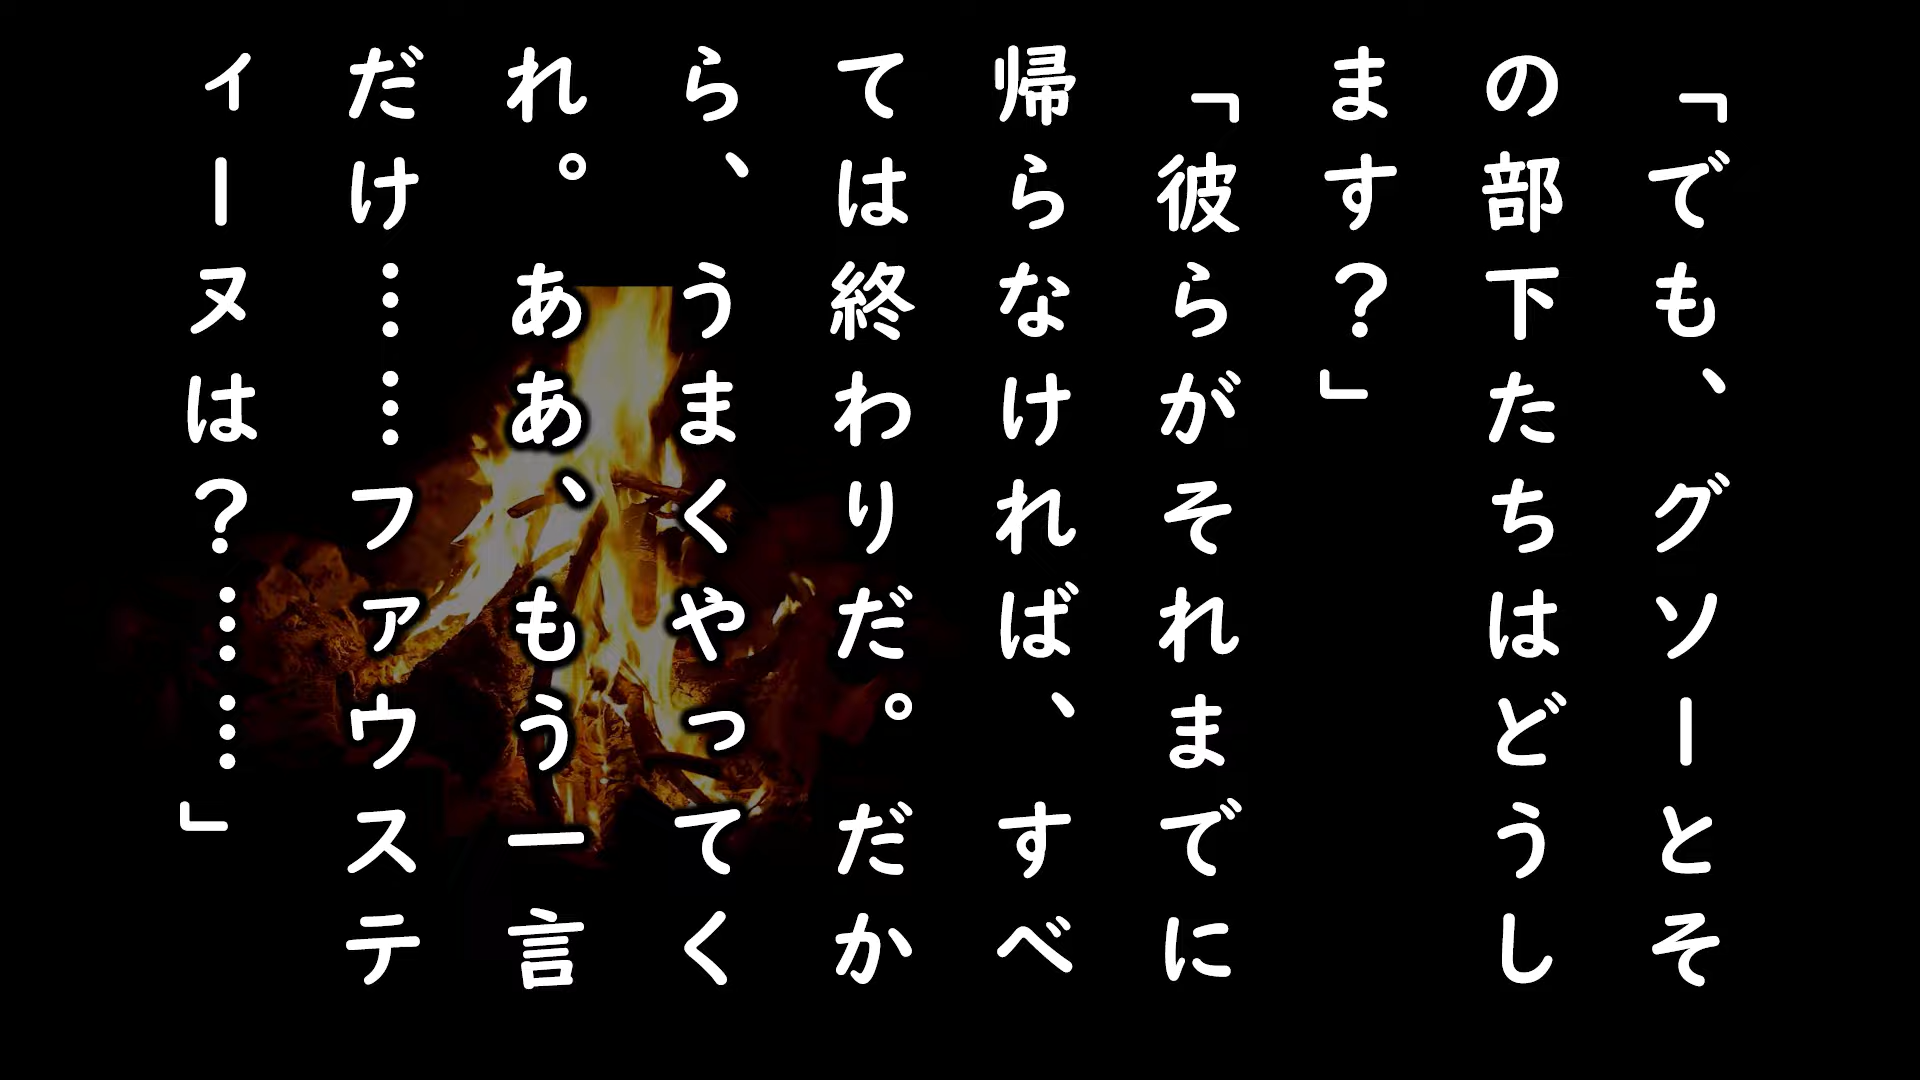 「でも、グソーとそ
の部下たちはどうし
ます？」
「彼らがそれまでに
帰らなければ、すべ
ては終わりだ。だか
ら、うまくやってく
れ。ああ、もう一言
だけ……ファウステ
ィーヌは？……」